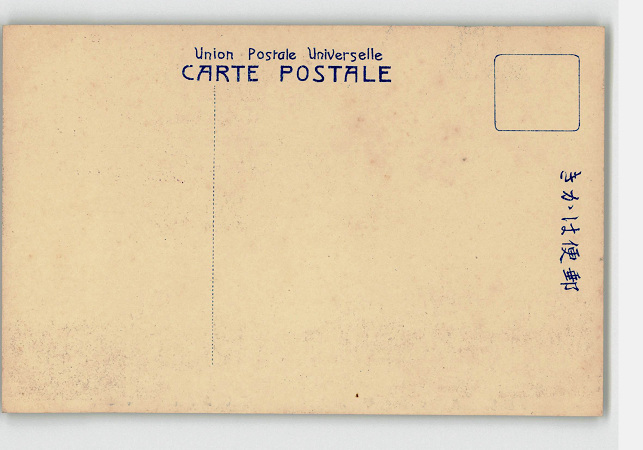 Union Postale Universelle
CARTE POSTALE
きかは便郵